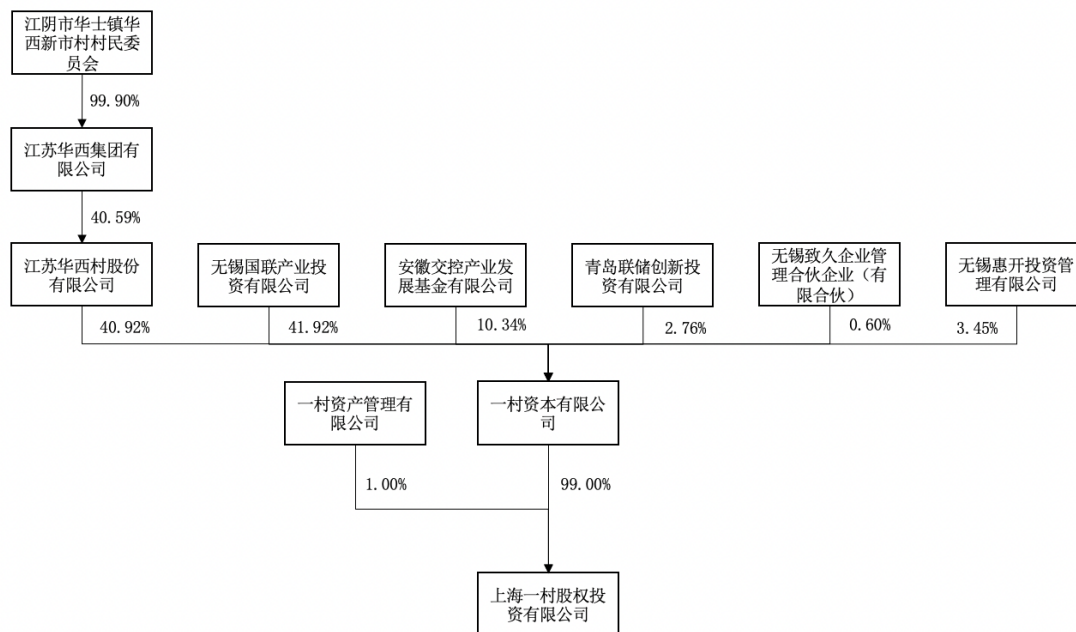 江阴市华士镇华
西新市村村民委
员会
99.90%
江苏华西集团有
限公司
40.59%
江苏华西村股份
有限公司
无锡国联产业投
资有限公司
安徽交控产业发
展基金有限公司
青岛联储创新投
资有限公司
无锡致久企业管
理合伙企业（有
限合伙）
无锡惠开投资管
理有限公司
40.92%
41.92%
10.34%
2.76%
0.60%
3.45%
一村资产管理有
限公司
一村资本有限公
司
1.00%
99.00%
上海一村股权投
资有限公司